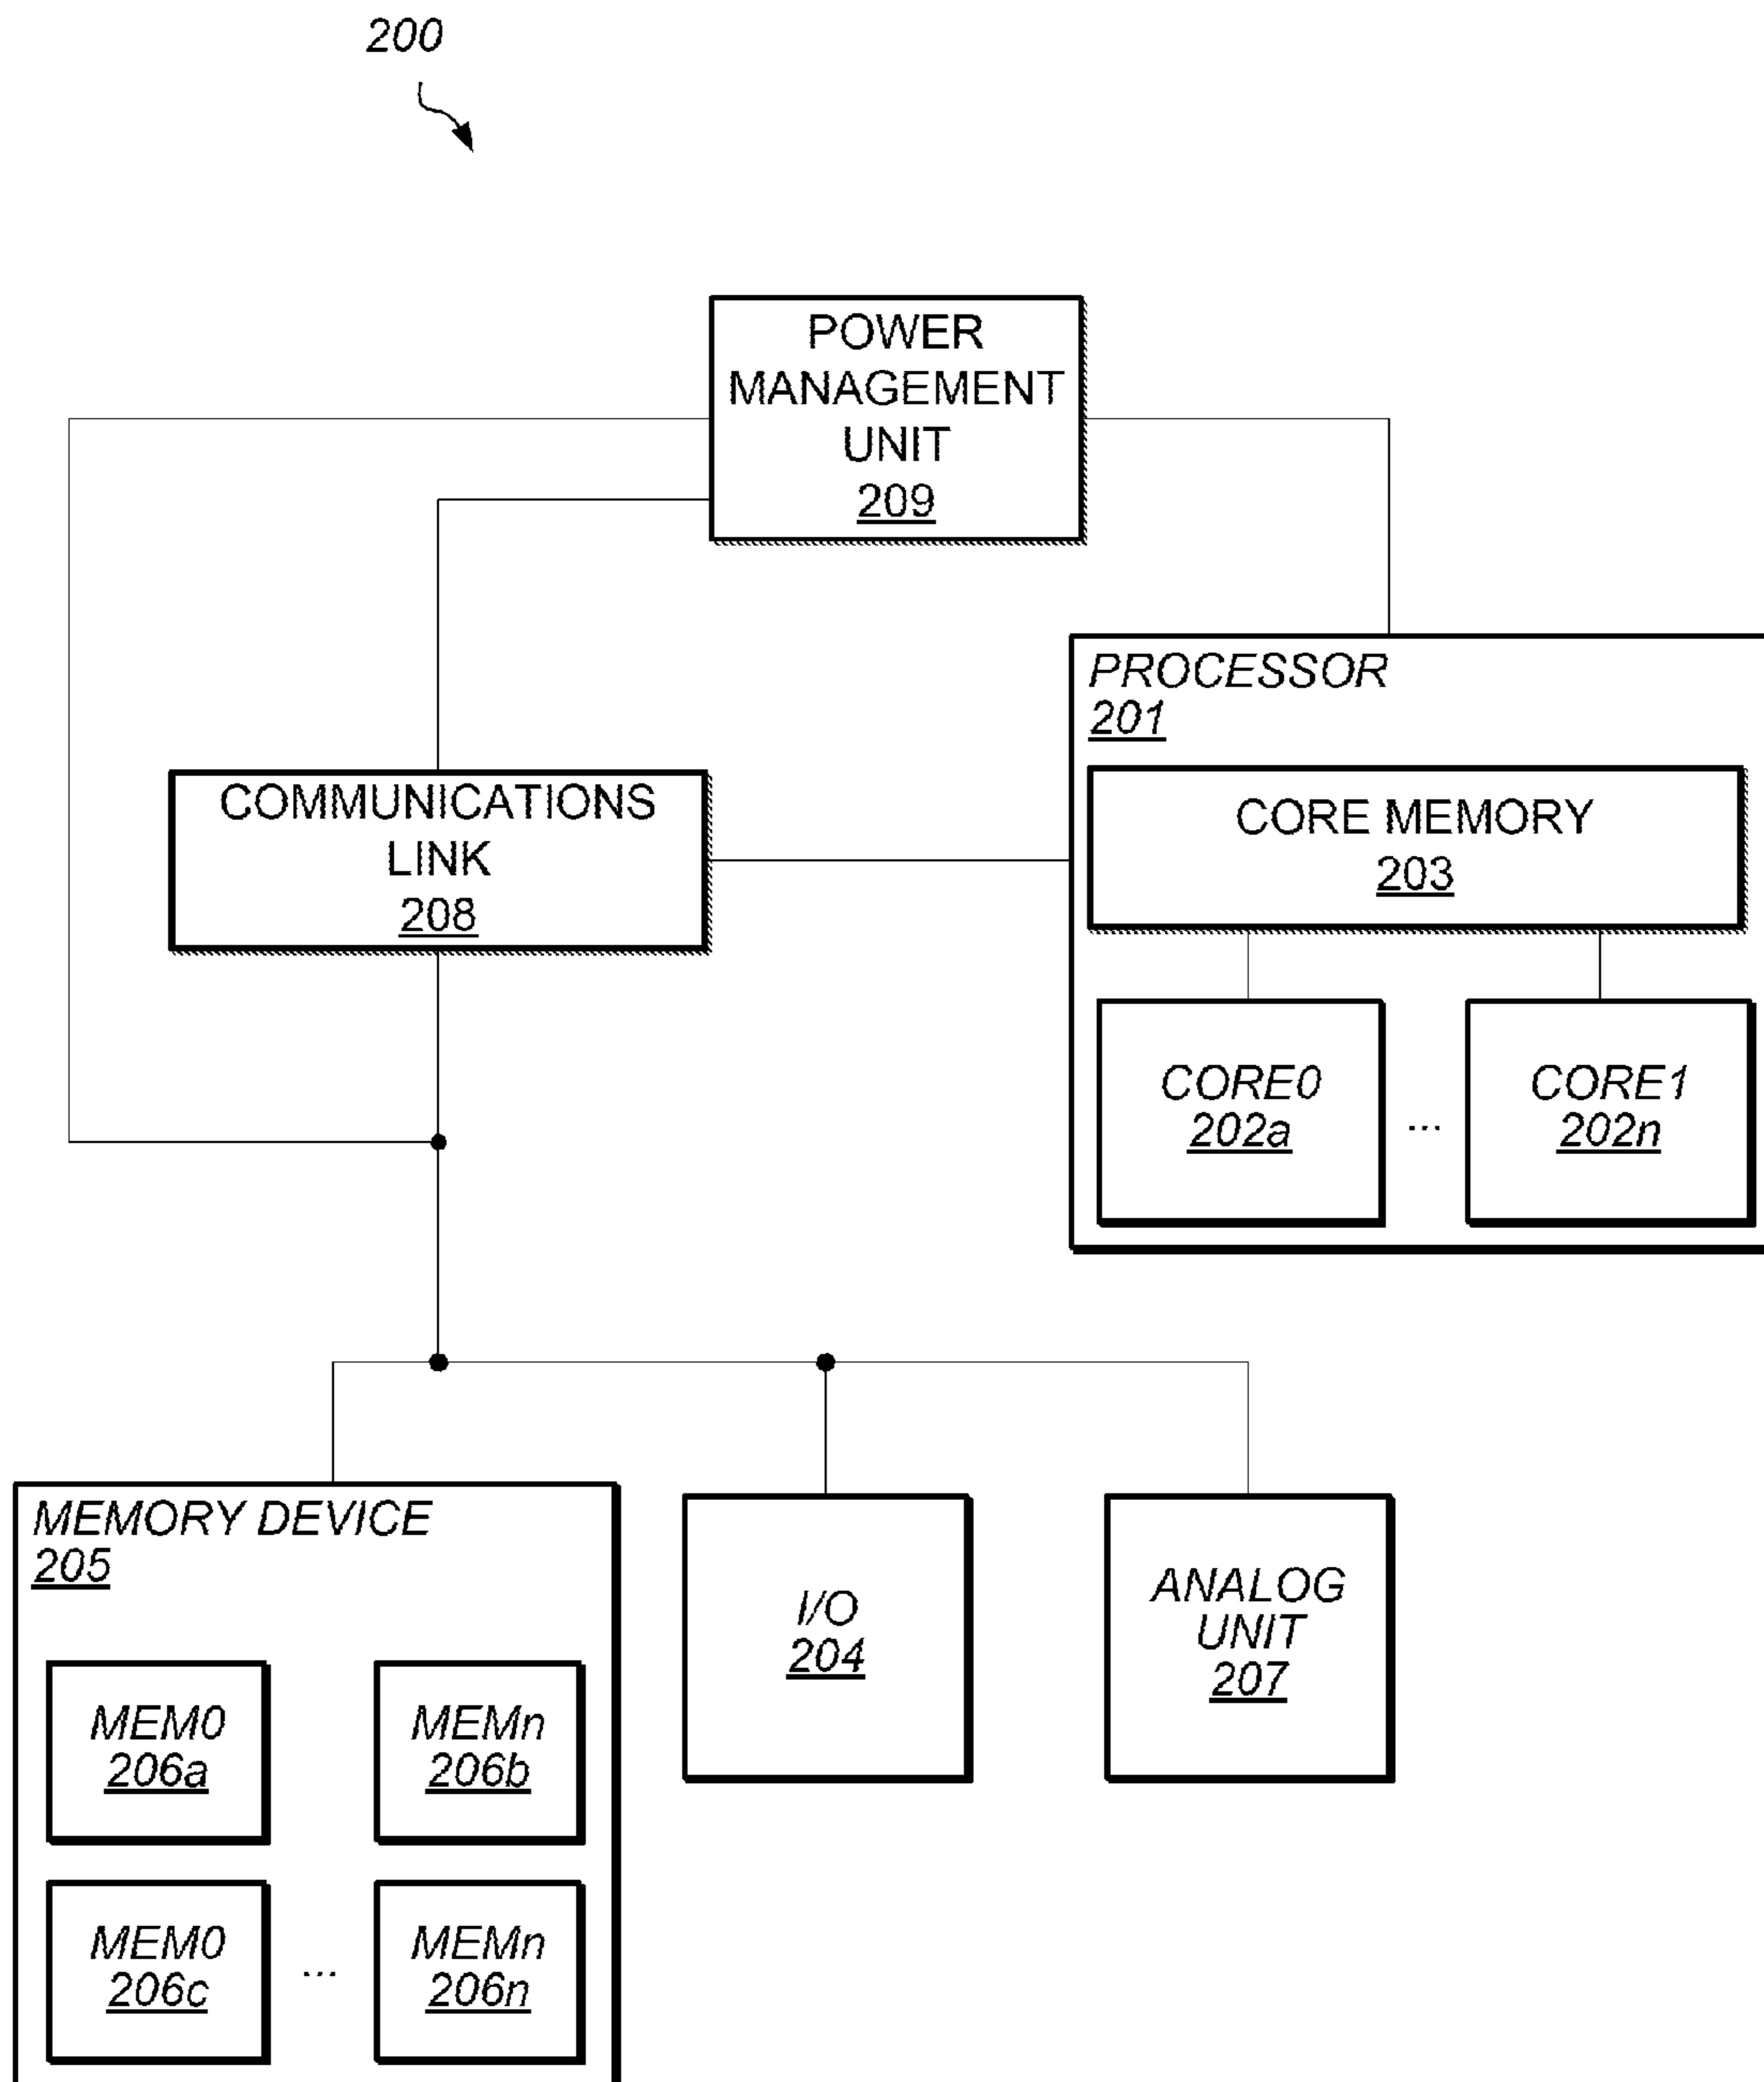 200
POWER
MANAGEMENT
UNIT
209
PROCESSOR
201
COMMUNICATIONS
LINK
208
CORE MEMORY
203
CORE0
202a
...
CORE1
202n
MEMORY DEVICE
205
I/O
204
ANALOG
UNIT
207
MEM0
206a
MEMn
206b
MEM0
206c
...
MEMn
206n